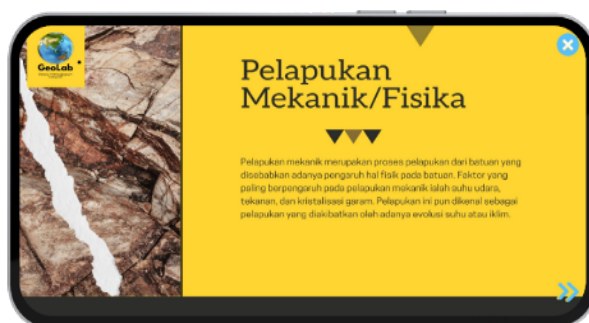 GeoLab
Pelapukan
Mekanik/Fisika
Pelapukan mekanik merupakan proses pelapukan dari batuan yang
disebabkan adanya pengaruh hal fisik pada batuan. Faktor yang
paling berpengaruh pada pelapukan mekanik ialah suhu udara,
tekanan, dan kristalisasi garam. Pelapukan ini pun dikenal sebagai
pelapukan yang diakibatkan oleh adanya evolusi suhu atau iklim.